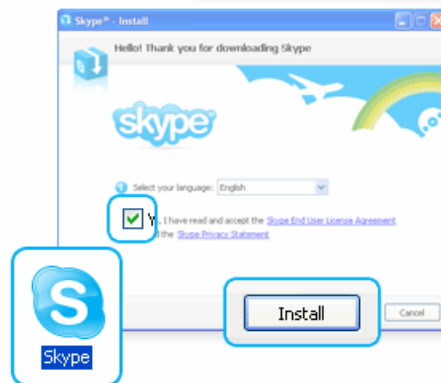 Skype™ - Install
Hello! Thank you for downloading Skype
skype
Select your language: English
Y , I have read and accept the Skype End User License Agreement
d the Skype Privacy Statement
Install
Cancel
S
Skype